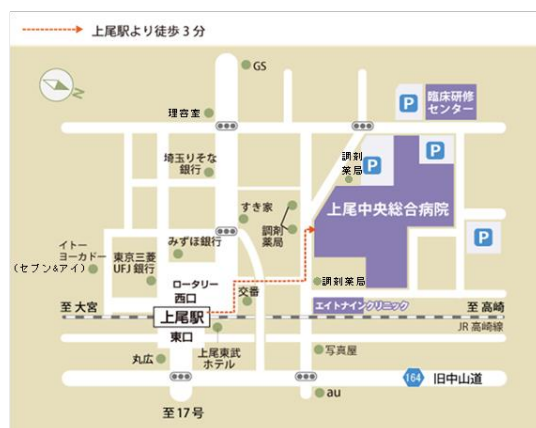 上尾駅より徒歩3分
N
GS
理容室
P
臨床研修
センター
埼玉りそな
銀行
調剤
薬局
P
P
すき家
上尾中央総合病院
調剤
薬局
P
イトー
ヨーカドー
(セブン&アイ)
東京三菱
UFJ銀行
みずほ銀行
ロータリー
西口
交番
調剤薬局
エイトナインクリニック
至大宮
上尾駅
至高崎
JR高崎線
東口
丸広
上尾東武
ホテル
写真屋
164 旧中山道
au
至17号